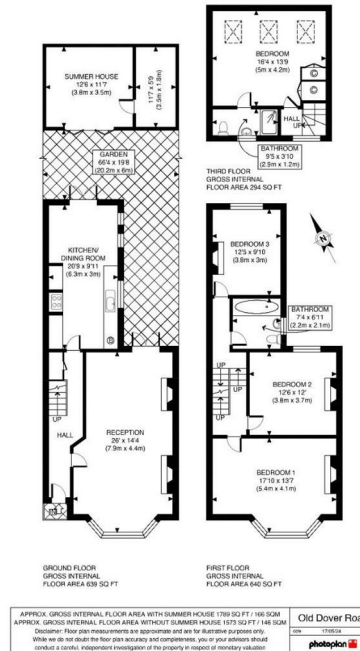 SUMMER HOUSE
12'6 x 11'7
(3.8m x 3.5m)
11'7 x 5'9
(3.5m x 1.8m)
GARDEN
66'4 x 19'8
(20.2m x 6m)
KITCHEN/
DINING ROOM
20'9 x 9'11
(6.3m x 3m)
UP
HALL
RECEPTION
26' x 14'4
(7.9m x 4.4m)
GROUND FLOOR
GROSS INTERNAL
FLOOR AREA 639 SQ FT
BEDROOM
16'4 x 13'9
(5m x 4.2m)
HALL
UP
BATHROOM
9'5 x 3'10
(2.9m x 1.2m)
THIRD FLOOR
GROSS INTERNAL
FLOOR AREA 294 SQ FT
N
BEDROOM 3
12'5 x 9'10
(3.8m x 3m)
BATHROOM
7'4 x 6'11
(2.2m x 2.1m)
UP
UP
BEDROOM 2
12'6 x 12'
(3.8m x 3.7m)
BEDROOM 1
17'10 x 13'7
(5.4m x 4.1m)
FIRST FLOOR
GROSS INTERNAL
FLOOR AREA 640 SQ FT
APPROX. GROSS INTERNAL FLOOR AREA WITH SUMMER HOUSE 1789 SQ FT / 166 SQM
APPROX. GROSS INTERNAL FLOOR AREA WITHOUT SUMMER HOUSE 1573 SQ FT / 146 SQM
Disclaimer: Floor plan measurements are approximate and are for illustrative purposes only.
While we do not doubt the floor plan accuracy and completeness, you or your advisors should
conduct a careful, independent investigation of the property in respect of monetary valuation
Old Dover Roa
date 17/05/24
photoplan